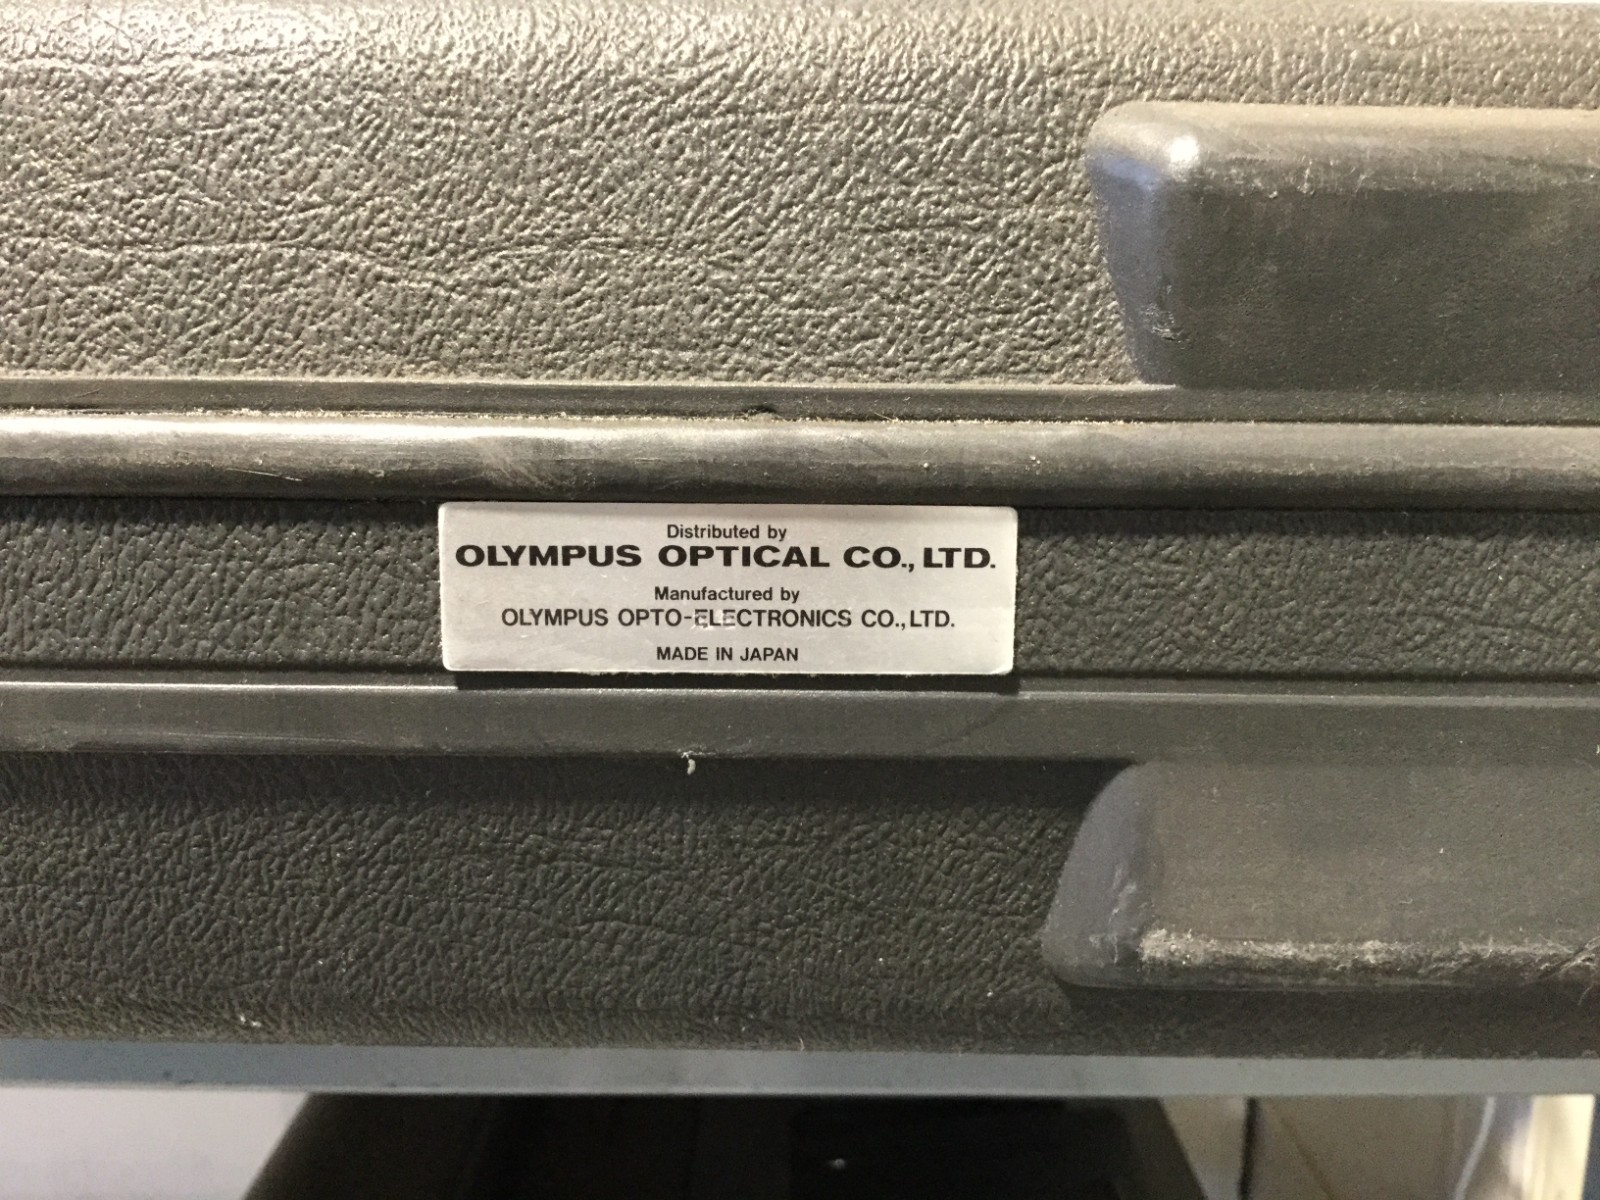 Distributed by
OLYMPUS OPTICAL CO., LTD.
Manufactured by
OLYMPUS OPTO-ELECTRONICS CO., LTD.
MADE IN JAPAN